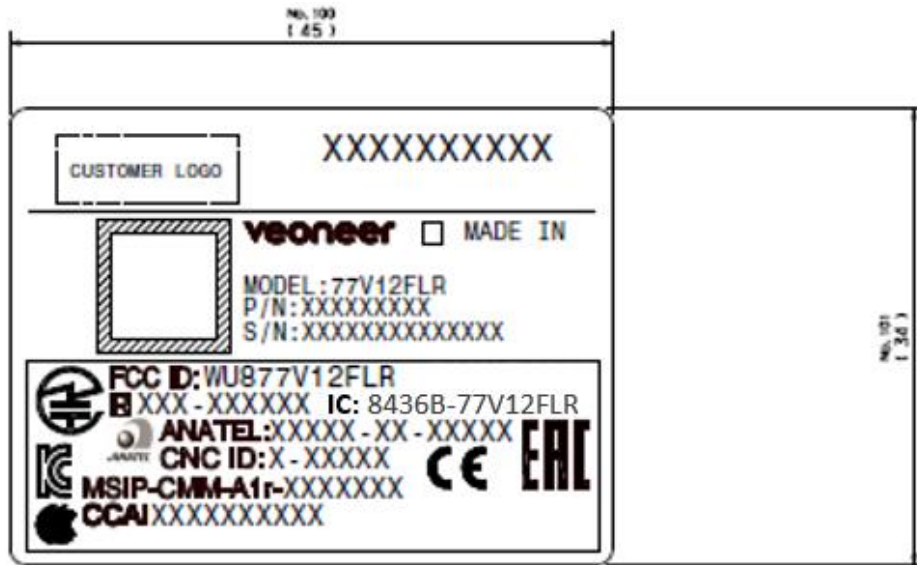 No. 100
( 45 )
CUSTOMER LOGO
XXXXXXXXXX
veoneer MADE IN
MODEL:77V12FLR
P/N:XXXXXXXXX
S/N:XXXXXXXXXXXXXX
No. 101
( 34 )
FCC ID:WU877V12FLR
R XXX-XXXXXX IC: 8436B-77V12FLR
ANATEL:XXXXX-XX-XXXXX
ANATEL CNC ID:X-XXXXX
CE EAC
MSIP-CMM-A1r-XXXXXXX
CCAIXXXXXXXXXX